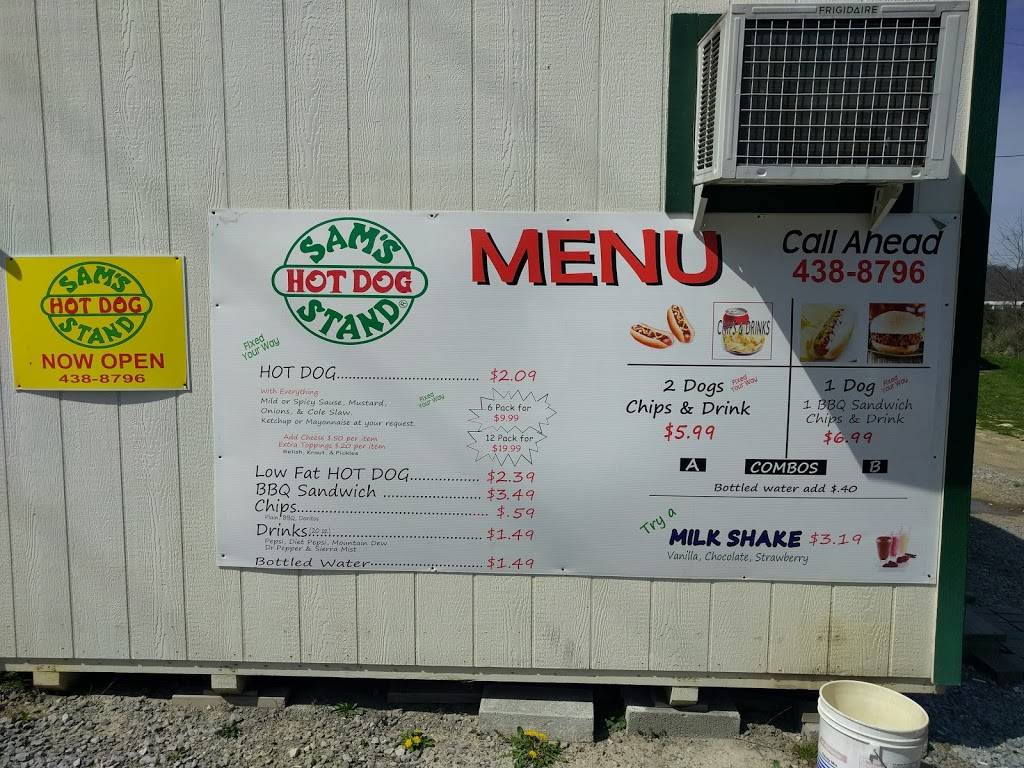 FRIGIDAIRE
SAM'S
HOT DOG
STAND
NOW OPEN
438-8796
SAM'S
HOT DOG
STAND®
MENU
Call Ahead
438-8796
Fixed
Your Way
HOT DOG..... $2.09
With Everything
Mild or Spicy Sause, Mustard,
Onions, & Cole Slaw.
Ketchup or Mayonnaise at your request.
Fixed
Your Way
Add Cheese $.50 per item
Extra Toppings $.20 per item
Relish, Kraut, & Pickles
6 Pack for
$9.99
12 Pack for
$19.99
Low Fat HOT DOG..... $2.39
BBQ Sandwich ..... $3.49
Chips..... $.59
Plain, BBQ, Doritos
Drinks (20 oz)..... $1.49
Pepsi, Diet Pepsi, Mountain Dew
Dr Pepper & Sierra Mist
Bottled Water..... $1.49
CHIPS & DRINKS
2 Dogs Fixed Your Way
Chips & Drink
$5.99
1 Dog Fixed Your Way
1 BBQ Sandwich
Chips & Drink
$6.99
A COMBOS B
Bottled water add $.40
Try a
MILK SHAKE $3.19
Vanilla, Chocolate, Strawberry